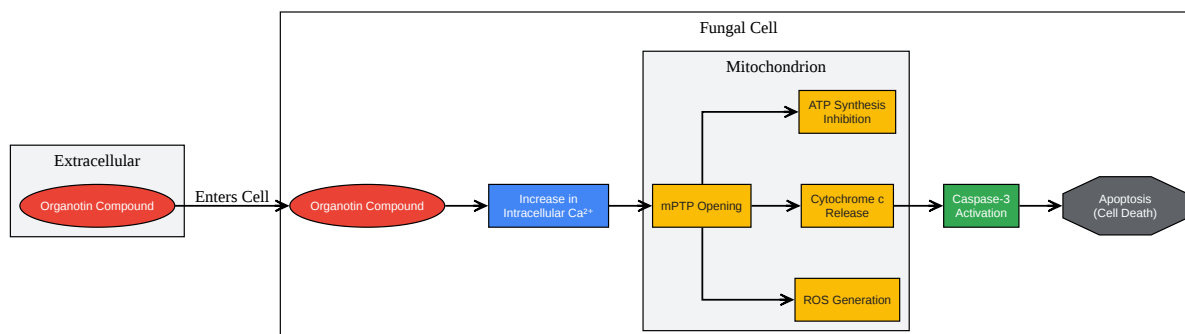 Fungal Cell
Mitochondrion
Extracellular
Organotin Compound
Enters Cell
Organotin Compound
Increase in
Intracellular Ca²⁺
mPTP Opening
ATP Synthesis
Inhibition
Cytochrome c
Release
ROS Generation
Caspase-3
Activation
Apoptosis
(Cell Death)